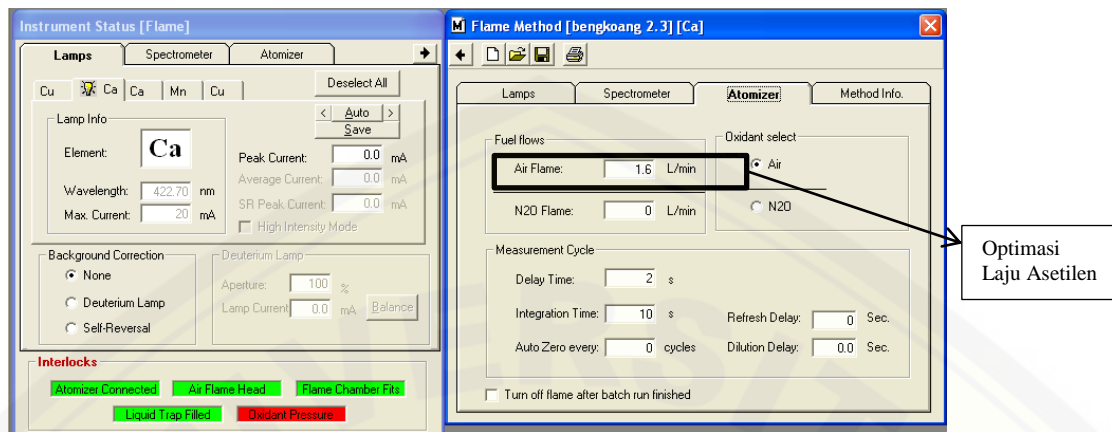 Instrument Status [Flame]
Lamps Spectrometer Atomizer
Cu Ca Ca Mn Cu
Deselect All
< Auto >
Save
Lamp Info
Element: Ca
Wavelength: 422.70 nm
Max. Current: 20 mA
Peak Current: 0.0 mA
Average Current: 0.0 mA
SR Peak Current: 0.0 mA
High Intensity Mode
Background Correction
None
Deuterium Lamp
Self-Reversal
Deuterium Lamp
Aperture: 100 %
Lamp Current 0.0 mA Balance
Interlocks
Atomizer Connected Air Flame Head Flame Chamber Fits
Liquid Trap Filled Oxidant Pressure
Flame Method [bengkoang 2.3] [Ca]
Lamps Spectrometer Atomizer Method Info.
Fuel flows
Air Flame: 1.6 L/min
N20 Flame: 0 L/min
Oxidant select
Air
N20
Measurement Cycle
Delay Time: 2 s
Integration Time: 10 s
Auto Zero every: 0 cycles
Refresh Delay: 0 Sec.
Dilution Delay: 0.0 Sec.
Turn off flame after batch run finished
Optimasi
Laju Asetilen